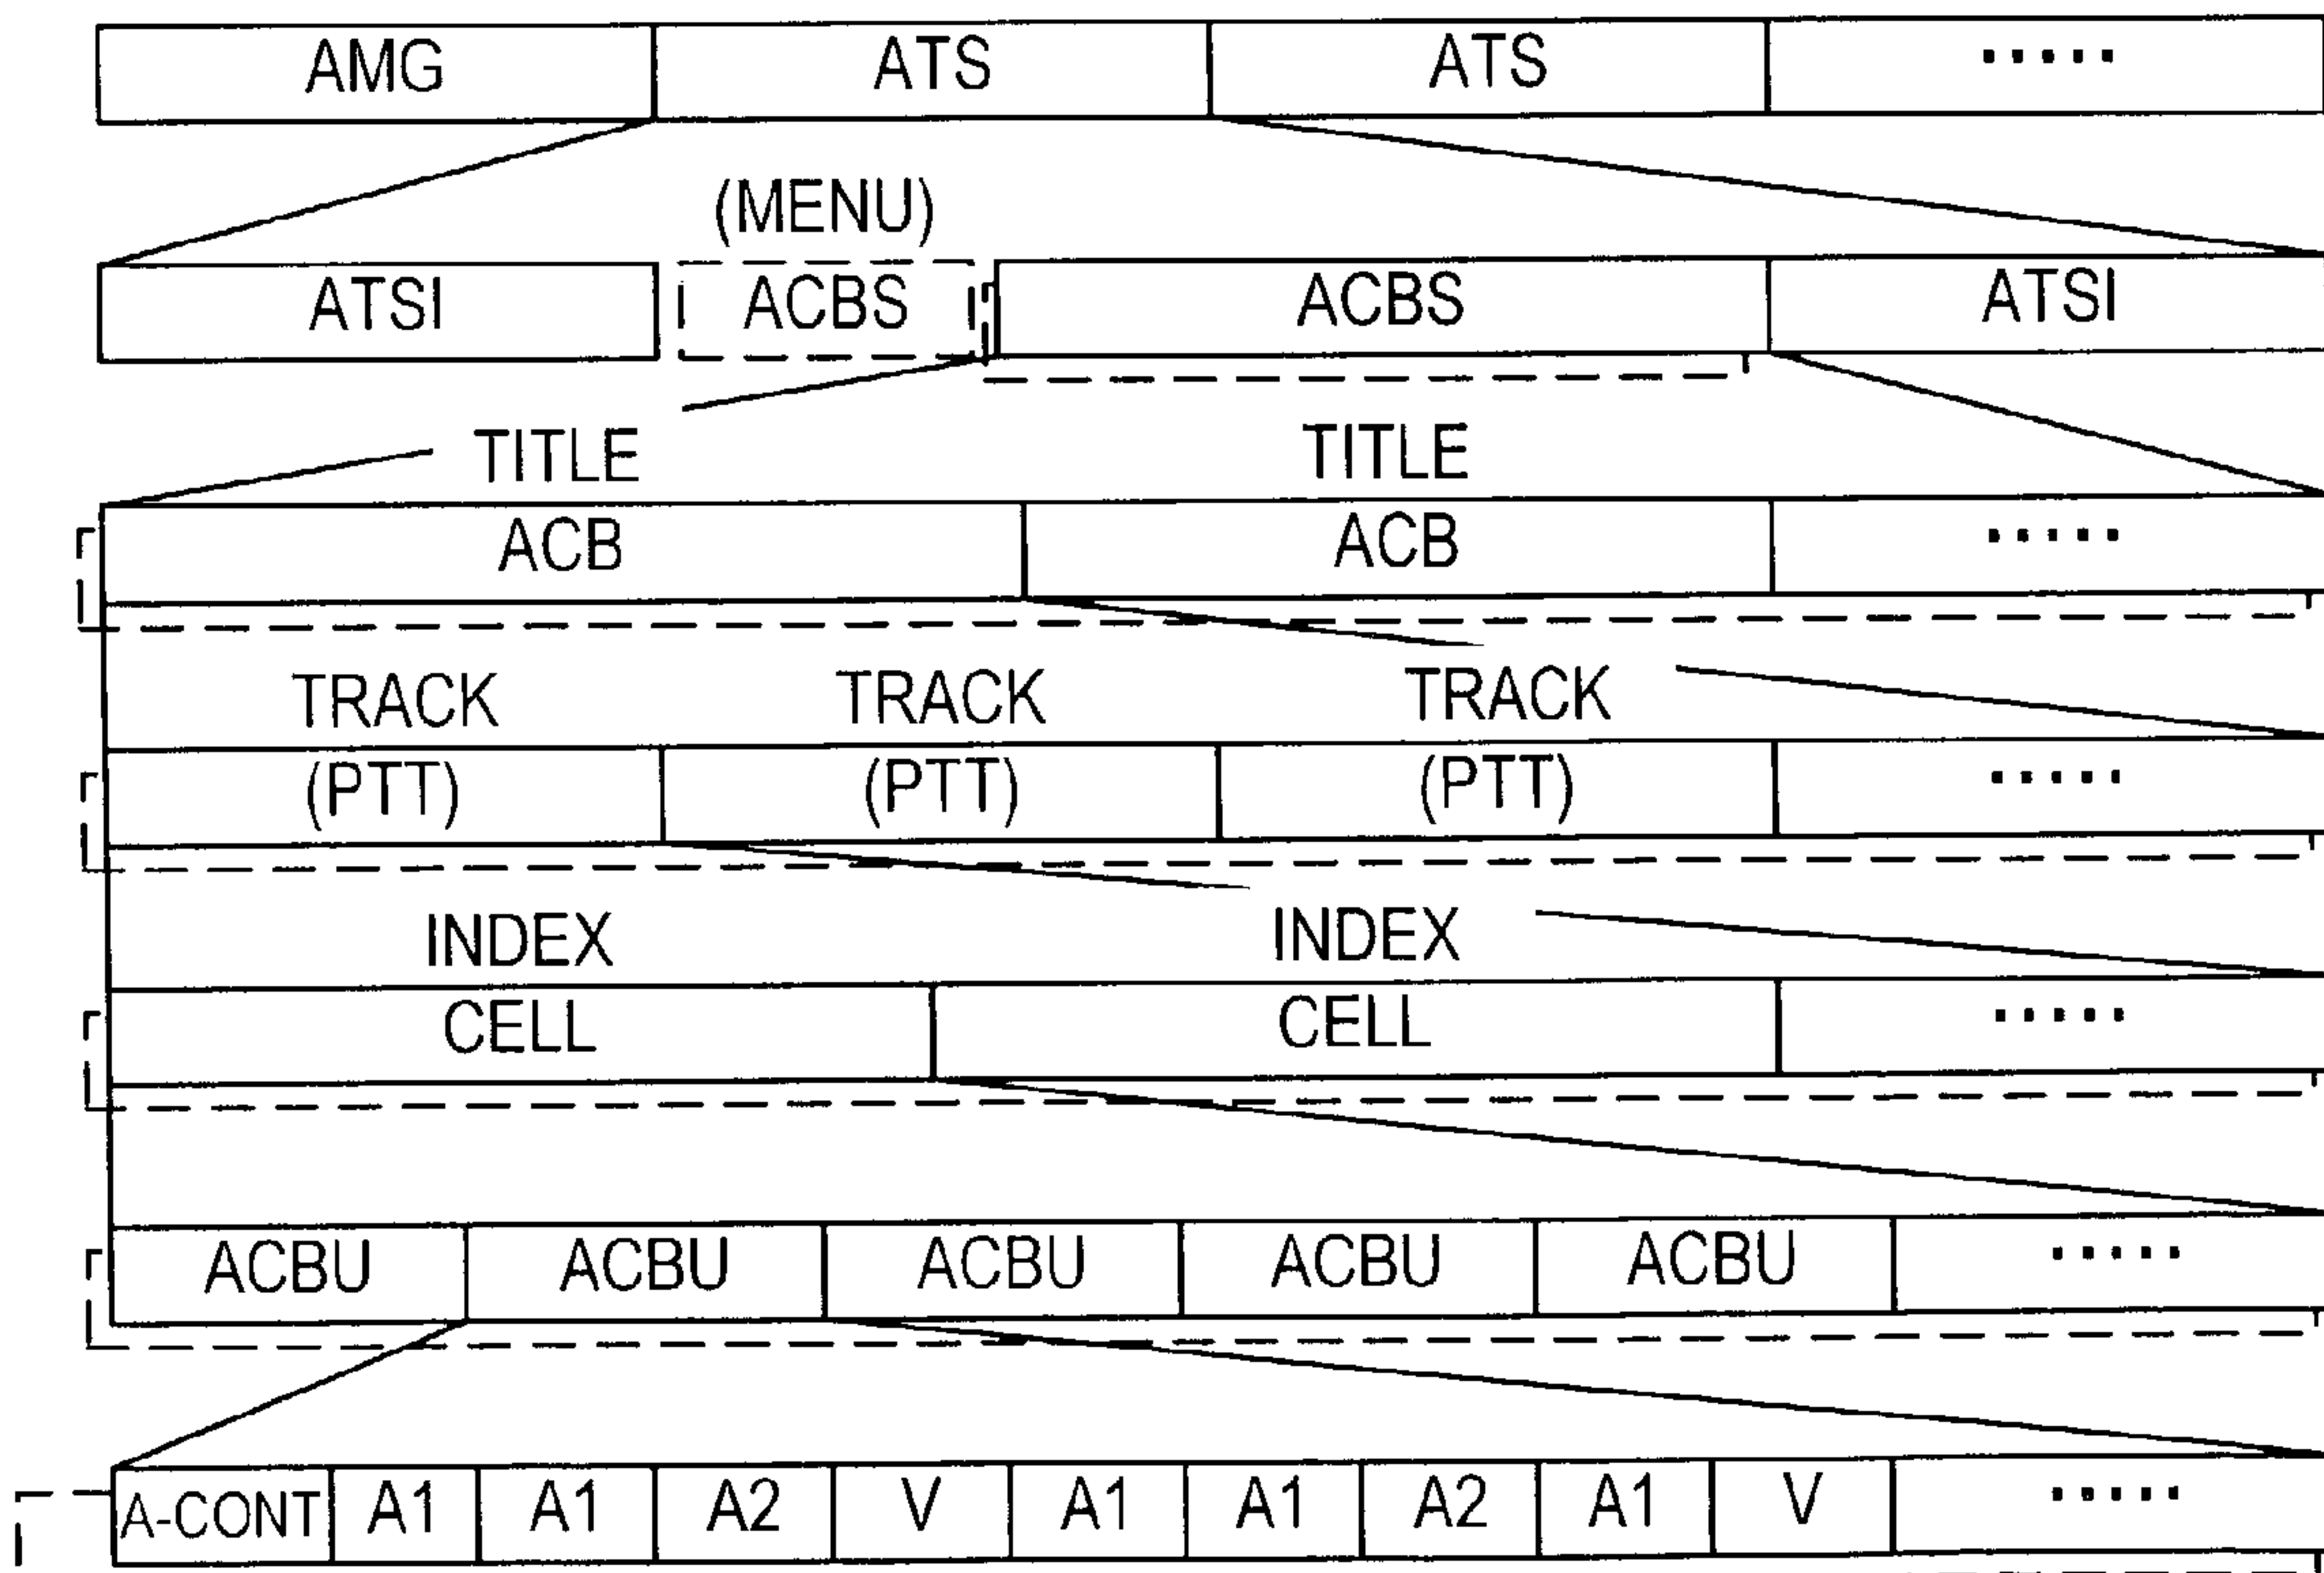 AMG ATS ATS .....
(MENU)
ATSI ACBS ACBS ATSI
TITLE TITLE
ACB ACB .....
TRACK TRACK TRACK
(PTT) (PTT) (PTT) .....
INDEX INDEX
CELL CELL .....
ACBU ACBU ACBU ACBU ACBU .....
A-CONT A1 A1 A2 V A1 A1 A2 A1 V .....